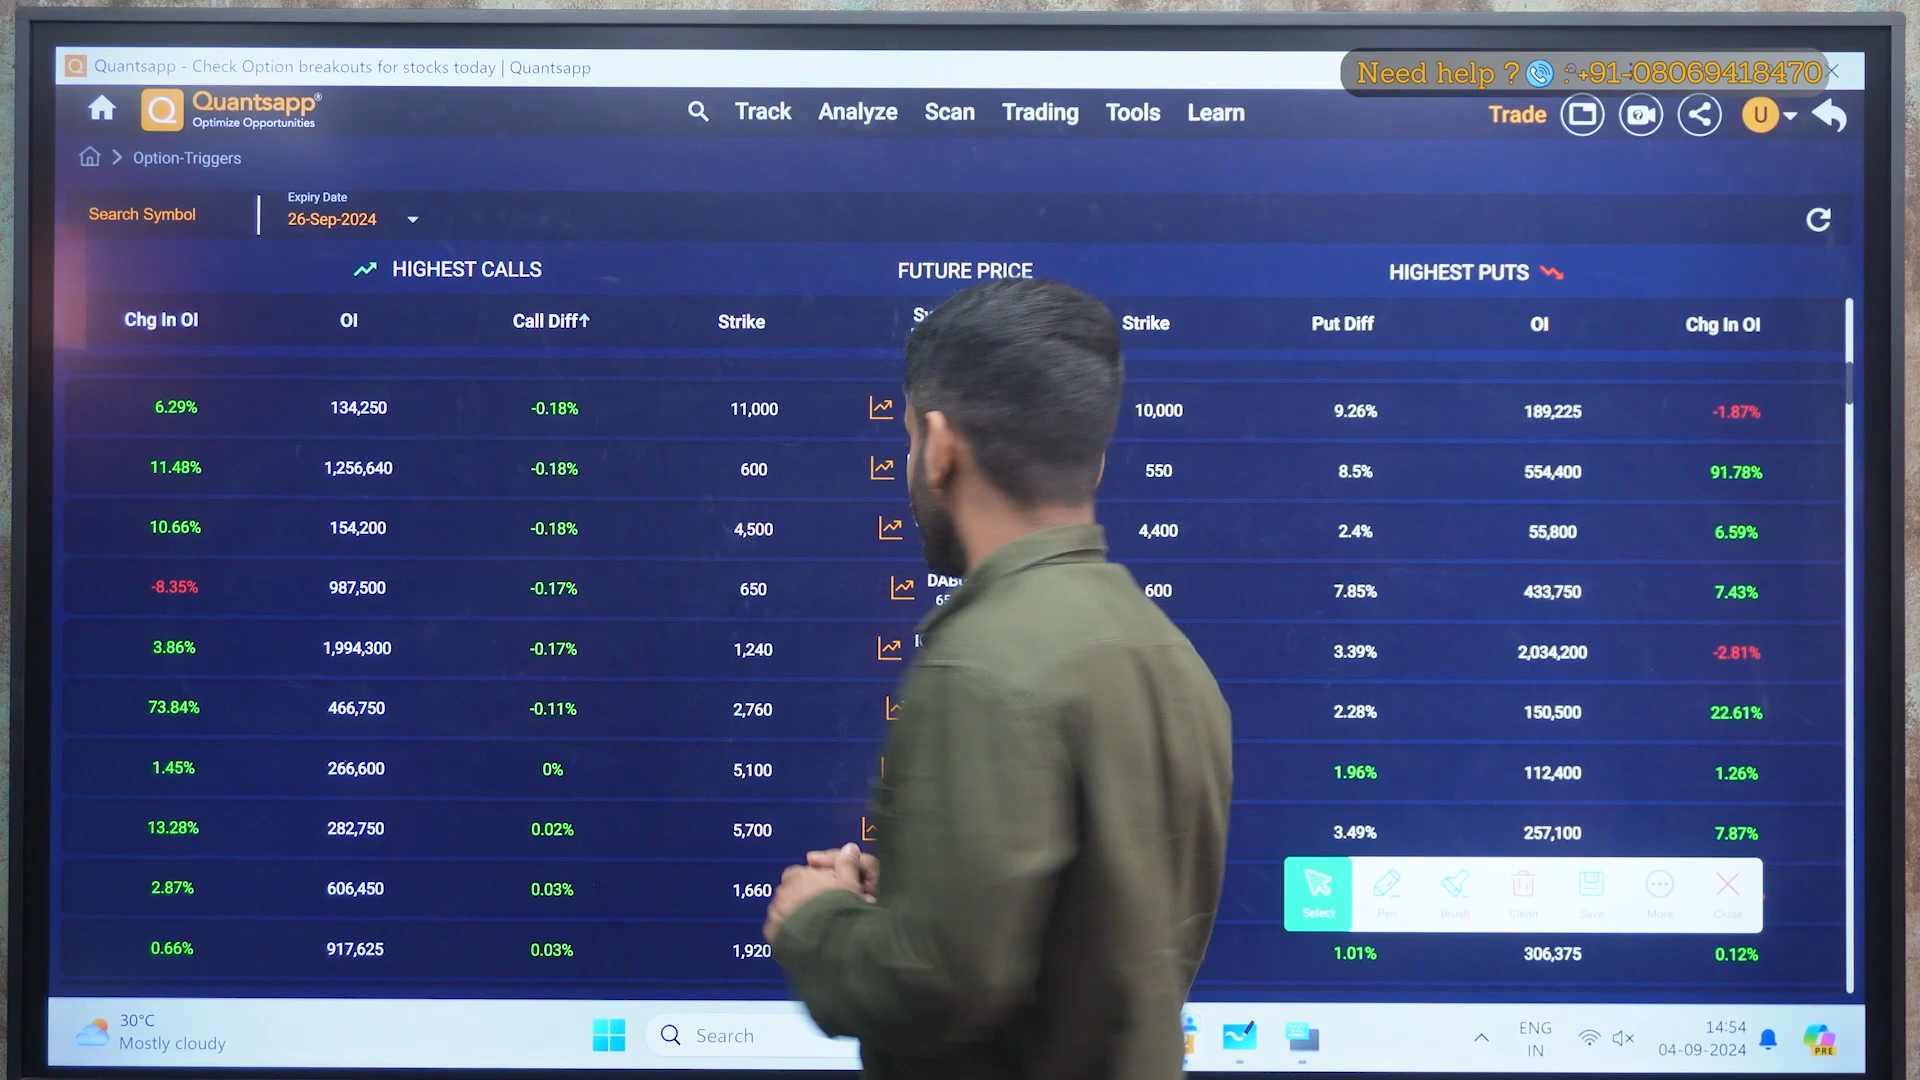 Quantsapp - Check Option breakouts for stocks today | Quantsapp
Need help ? : +91-08069418470
Quantsapp®
Optimize Opportunities
Track Analyze Scan Trading Tools Learn
Trade U
Option-Triggers
Search Symbol
Expiry Date
26-Sep-2024
HIGHEST CALLS FUTURE PRICE HIGHEST PUTS
Chg In OI OI Call Diff↑ Strike Strike Put Diff OI Chg In OI
6.29% 134,250 -0.18% 11,000 10,000 9.26% 189,225 -1.87%
11.48% 1,256,640 -0.18% 600 550 8.5% 554,400 91.78%
10.66% 154,200 -0.18% 4,500 4,400 2.4% 55,800 6.59%
-8.35% 987,500 -0.17% 650 600 7.85% 433,750 7.43%
3.86% 1,994,300 -0.17% 1,240 3.39% 2,034,200 -2.81%
73.84% 466,750 -0.11% 2,760 2.28% 150,500 22.61%
1.45% 266,600 0% 5,100 1.96% 112,400 1.26%
13.28% 282,750 0.02% 5,700 3.49% 257,100 7.87%
2.87% 606,450 0.03% 1,660
Select Pen Brush Clean Save More Close
0.66% 917,625 0.03% 1,920 1.01% 306,375 0.12%
30°C
Mostly cloudy
Search
ENG
IN
14:54
04-09-2024
PRE